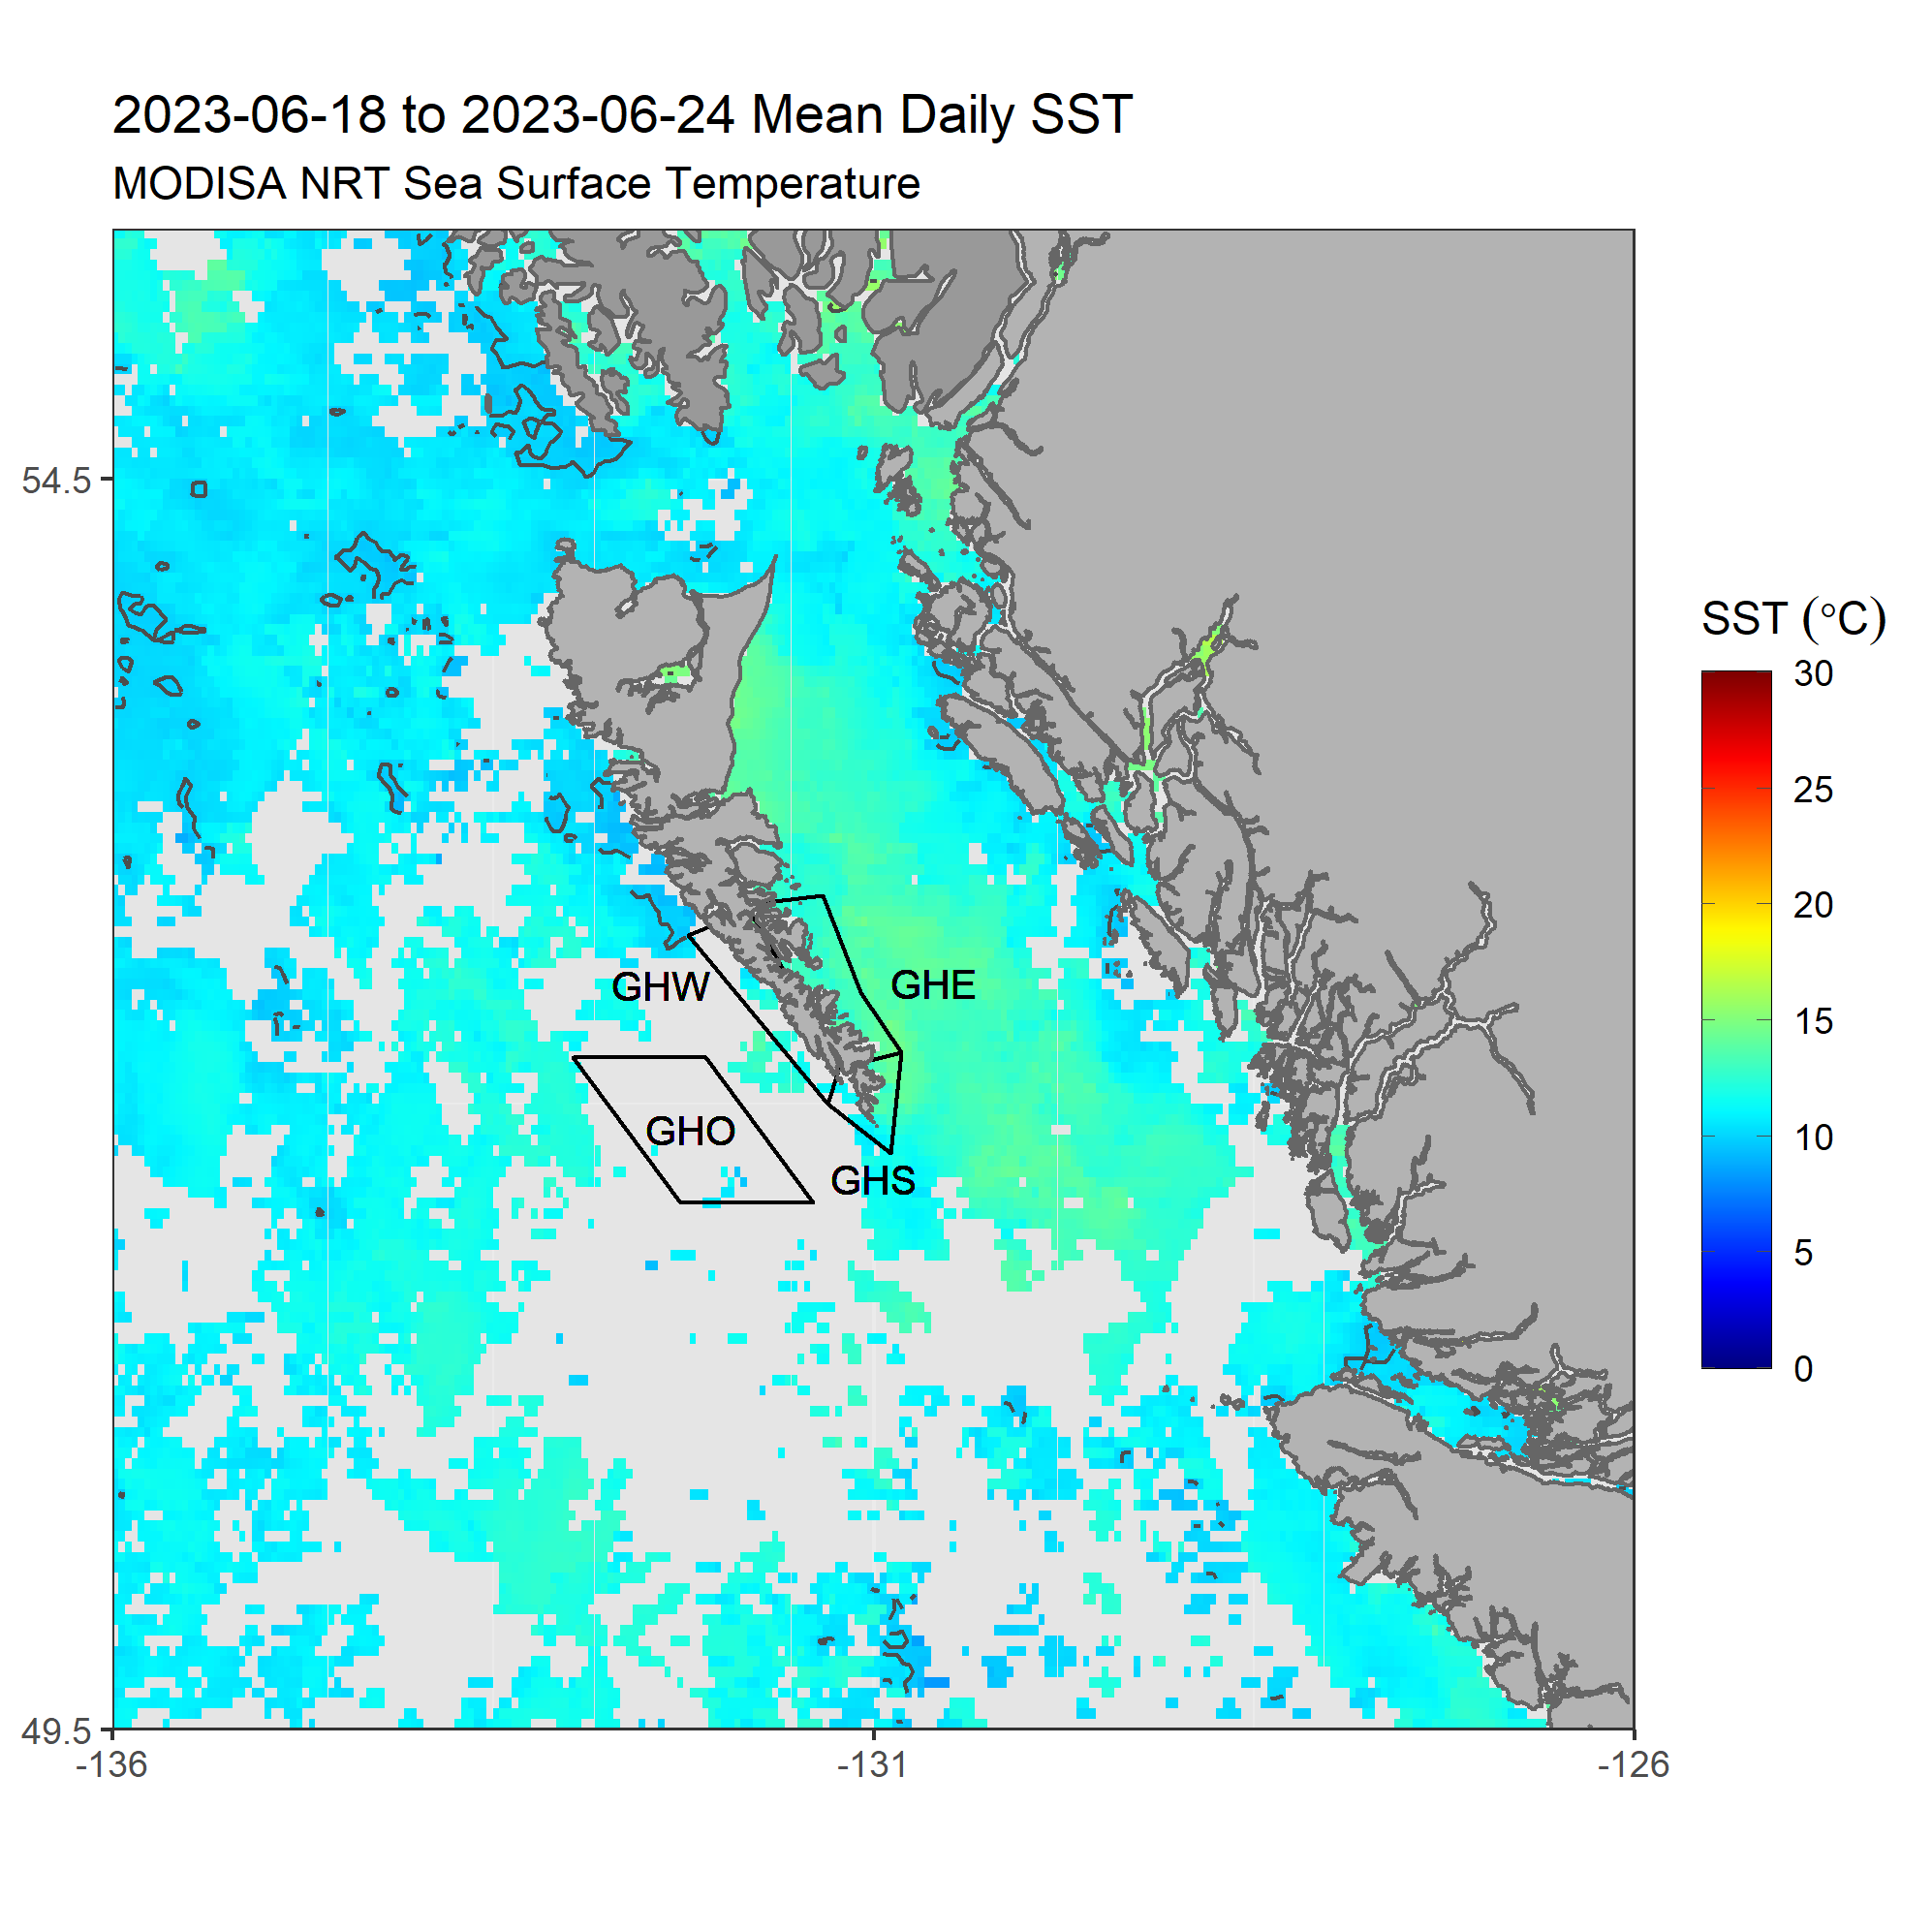 2023-06-18 to 2023-06-24 Mean Daily SST
MODISA NRT Sea Surface Temperature
54.5
49.5
-136
-131
-126
GHW
GHE
GHO
GHS
SST (°C)
30
25
20
15
10
5
0